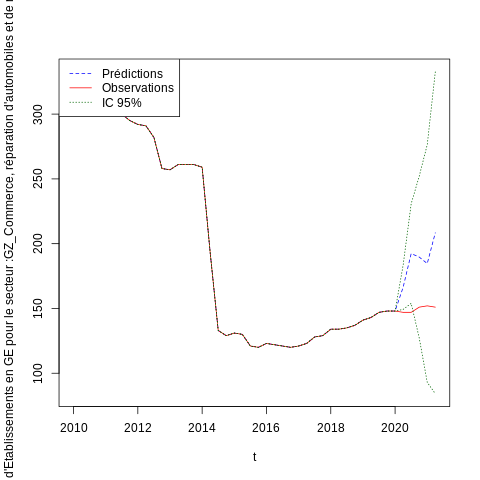 Prédictions
Observations
IC 95%
d'Etablissements en GE pour le secteur :GZ_Commerce, réparation d'automobiles et de
300
250
200
150
100
2010
2012
2014
2016
2018
2020
t